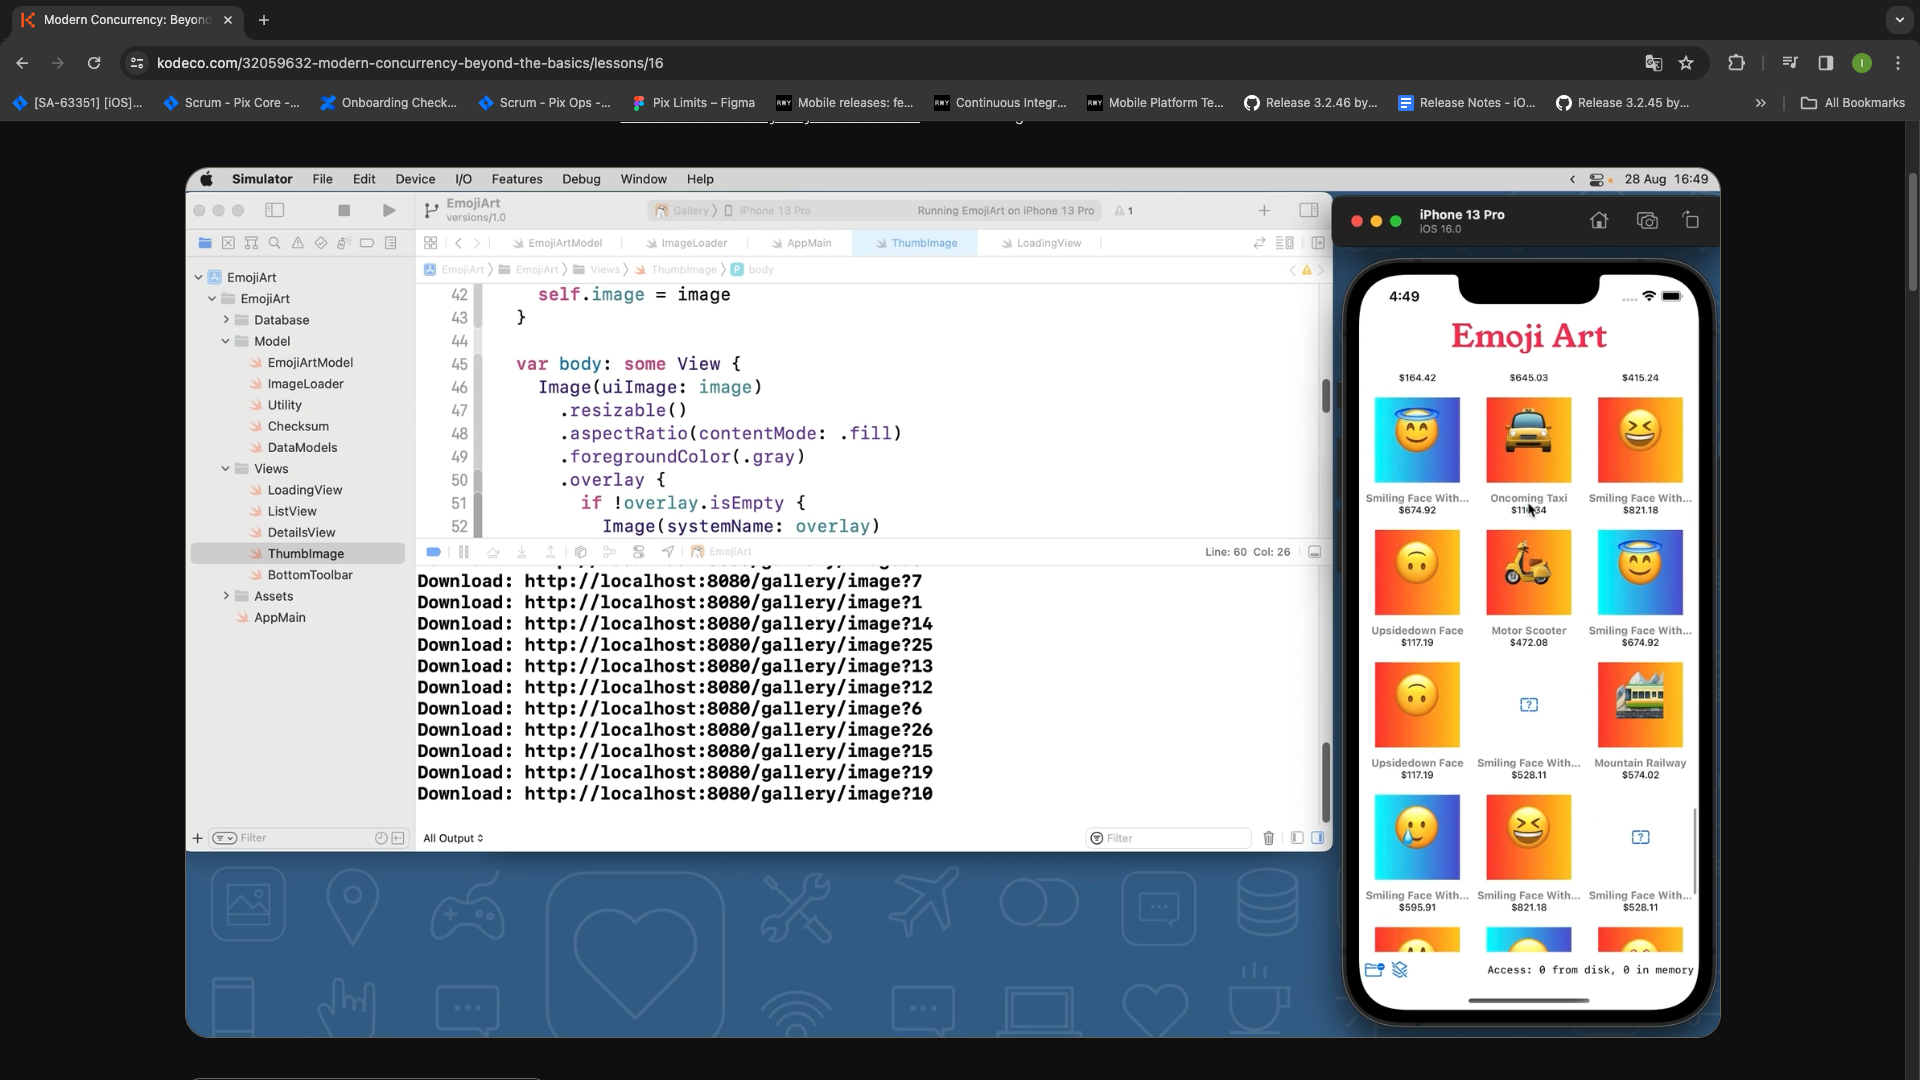 Modern Concurrency: Beyon
kodeco.com/32059632-modern-concurrency-beyond-the-basics/lessons/16
[SA-63351] [iOS]...
Scrum - Pix Core -...
Onboarding Check...
Scrum - Pix Ops -...
Pix Limits – Figma
Mobile releases: fe...
Continuous Integr...
Mobile Platform Te...
Release 3.2.46 by...
Release Notes - iO...
Release 3.2.45 by...
All Bookmarks
Simulator File Edit Device I/O Features Debug Window Help
28 Aug 16:49
EmojiArt
versions/1.0
Gallery
iPhone 13 Pro
Running EmojiArt on iPhone 13 Pro
1
EmojiArtModel
ImageLoader
AppMain
ThumbImage
LoadingView
EmojiArt
EmojiArt
Views
ThumbImage
body
EmojiArt
EmojiArt
Database
Model
EmojiArtModel
ImageLoader
Utility
Checksum
DataModels
Views
LoadingView
ListView
DetailsView
ThumbImage
BottomToolbar
Assets
AppMain
Filter
42 self.image = image
43 }
44
45 var body: some View {
46 Image(uiImage: image)
47 .resizable()
48 .aspectRatio(contentMode: .fill)
49 .foregroundColor(.gray)
50 .overlay {
51 if !overlay.isEmpty {
52 Image(systemName: overlay)
EmojiArt
Line: 60 Col: 26
Download: http://localhost:8080/gallery/image?7
Download: http://localhost:8080/gallery/image?1
Download: http://localhost:8080/gallery/image?14
Download: http://localhost:8080/gallery/image?25
Download: http://localhost:8080/gallery/image?13
Download: http://localhost:8080/gallery/image?12
Download: http://localhost:8080/gallery/image?6
Download: http://localhost:8080/gallery/image?26
Download: http://localhost:8080/gallery/image?15
Download: http://localhost:8080/gallery/image?19
Download: http://localhost:8080/gallery/image?10
All Output
Filter
iPhone 13 Pro
iOS 16.0
4:49
Emoji Art
$164.42 $645.03 $415.24
Smiling Face With... Oncoming Taxi Smiling Face With...
$674.92 $821.18
Upsidedown Face Motor Scooter Smiling Face With...
$117.19 $472.08 $674.92
Upsidedown Face Smiling Face With... Mountain Railway
$117.19 $528.11 $574.02
Smiling Face With... Smiling Face With... Smiling Face With...
$595.91 $821.18 $528.11
Access: 0 from disk, 0 in memory